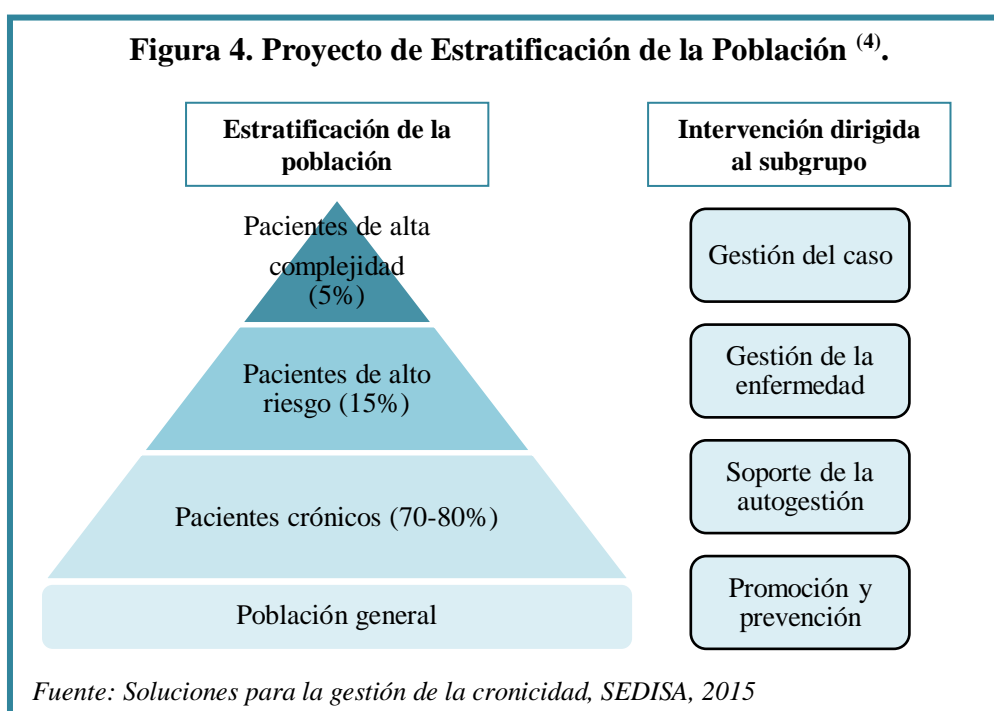 Figura 4. Proyecto de Estratificación de la Población (4).
Estratificación de la
población
Intervención dirigida
al subgrupo
Pacientes de alta
complejidad
(5%)
Gestión del caso
Pacientes de alto
riesgo (15%)
Gestión de la
enfermedad
Pacientes crónicos (70-80%)
Soporte de la
autogestión
Población general
Promoción y
prevención
Fuente: Soluciones para la gestión de la cronicidad, SEDISA, 2015